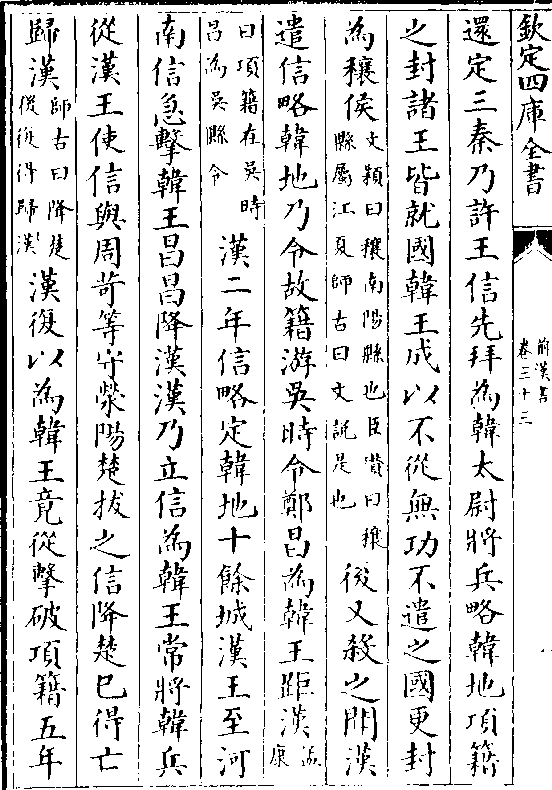 欽定四庫全書
前漢書
卷三十三
還定三秦乃許王信先拜為韓太尉將兵略韓地項籍
之封諸王皆就國韓王成以不從無功不遣之國更封
為穰侯文穎曰穰南陽縣也臣瓚曰穰
縣屬江夏師古曰文說是也後又殺之聞漢
遣信略韓地乃令故籍游吳時令鄭昌為韓王距漢孟
康
曰項籍在吳時
昌為吳縣令漢二年信略定韓地十餘城漢王至河
南信急擊韓王昌昌降漢漢乃立信為韓王常將韓兵
從漢王使信與周苛等守滎陽楚拔之信降楚已得亡
歸漢師古曰降楚
後復得歸漢漢復以為韓王竟從擊破項籍五年